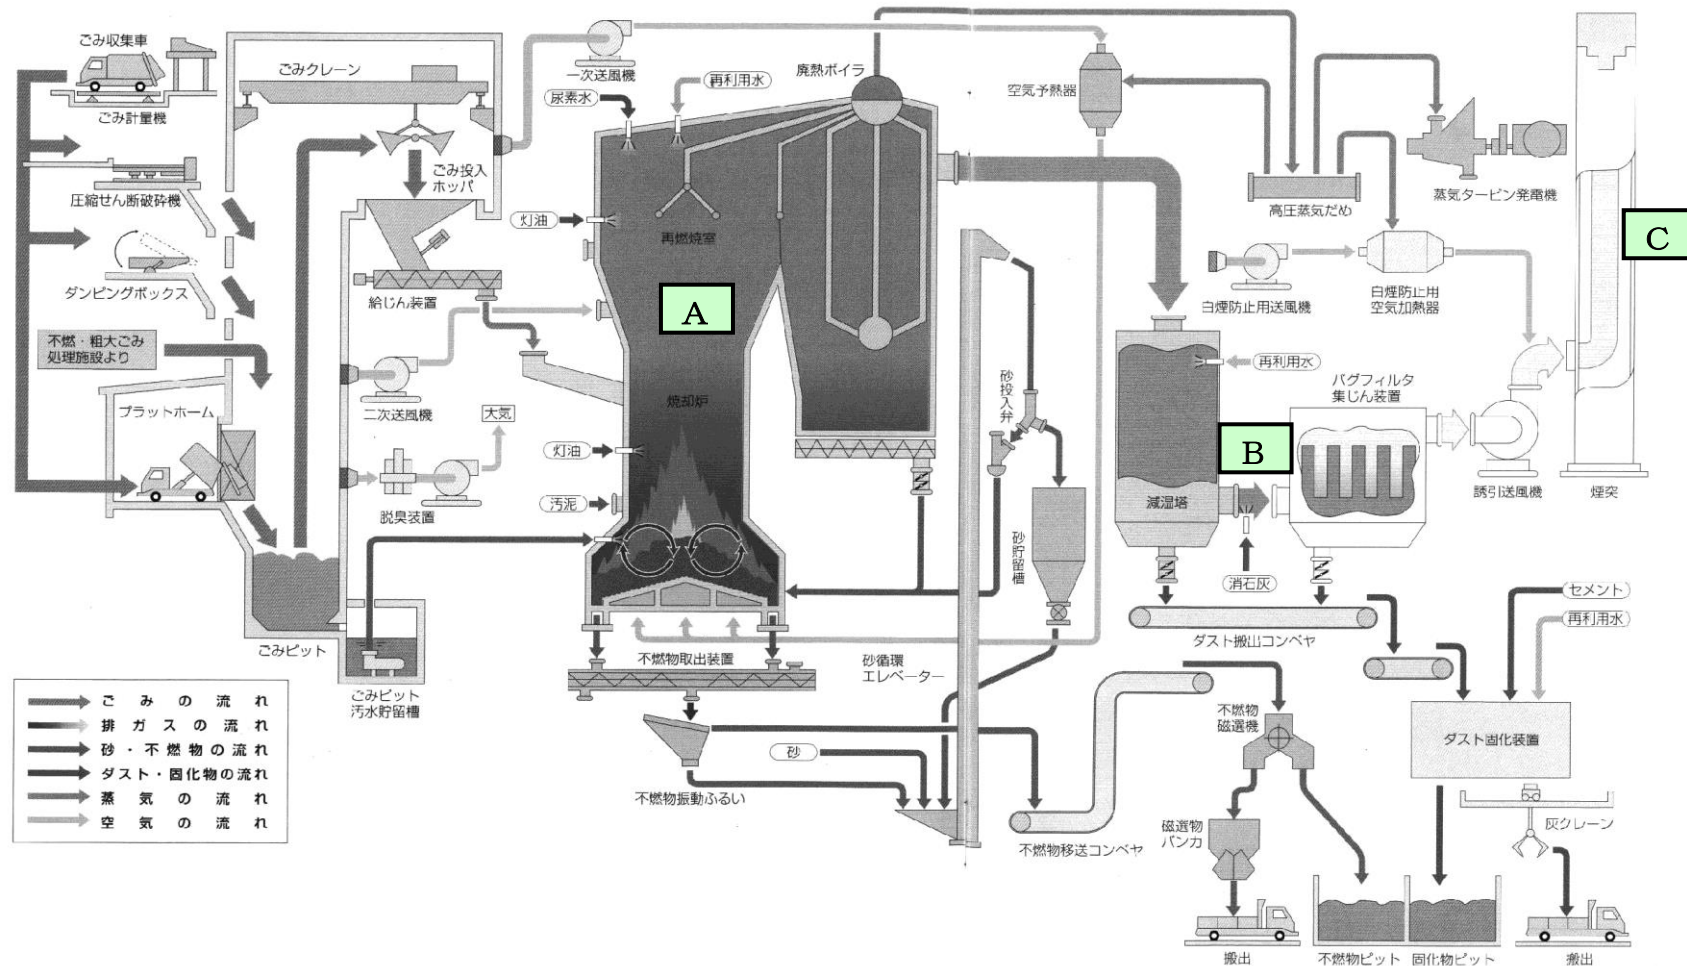 ごみ収集車
ごみ計量機
圧縮せん断破砕機
ダンピングボックス
不燃・粗大ごみ
処理施設より
プラットホーム
ごみクレーン
ごみ投入
ホッパ
給じん装置
一次送風機
二次送風機
大気
脱臭装置
ごみピット
ごみピット
汚水貯留槽
尿素水
再利用水
灯油
再燃焼室
A
焼却炉
灯油
汚泥
廃熱ボイラ
不燃物取出装置
不燃物振動ふるい
砂
砂循環
エレベーター
砂投入弁
砂貯留槽
空気予熱器
高圧蒸気だめ
蒸気タービン発電機
白煙防止用送風機
白煙防止用
空気加熱器
C
再利用水
減湿塔
B
消石灰
バグフィルタ
集じん装置
誘引送風機
煙突
ダスト搬出コンベヤ
セメント
再利用水
ダスト固化装置
灰クレーン
不燃物
磁選機
不燃物移送コンベヤ
磁選物
バンカ
搬出
不燃物ピット
固化物ピット
搬出
ごみの流れ
排ガスの流れ
砂・不燃物の流れ
ダスト・固化物の流れ
蒸気の流れ
空気の流れ